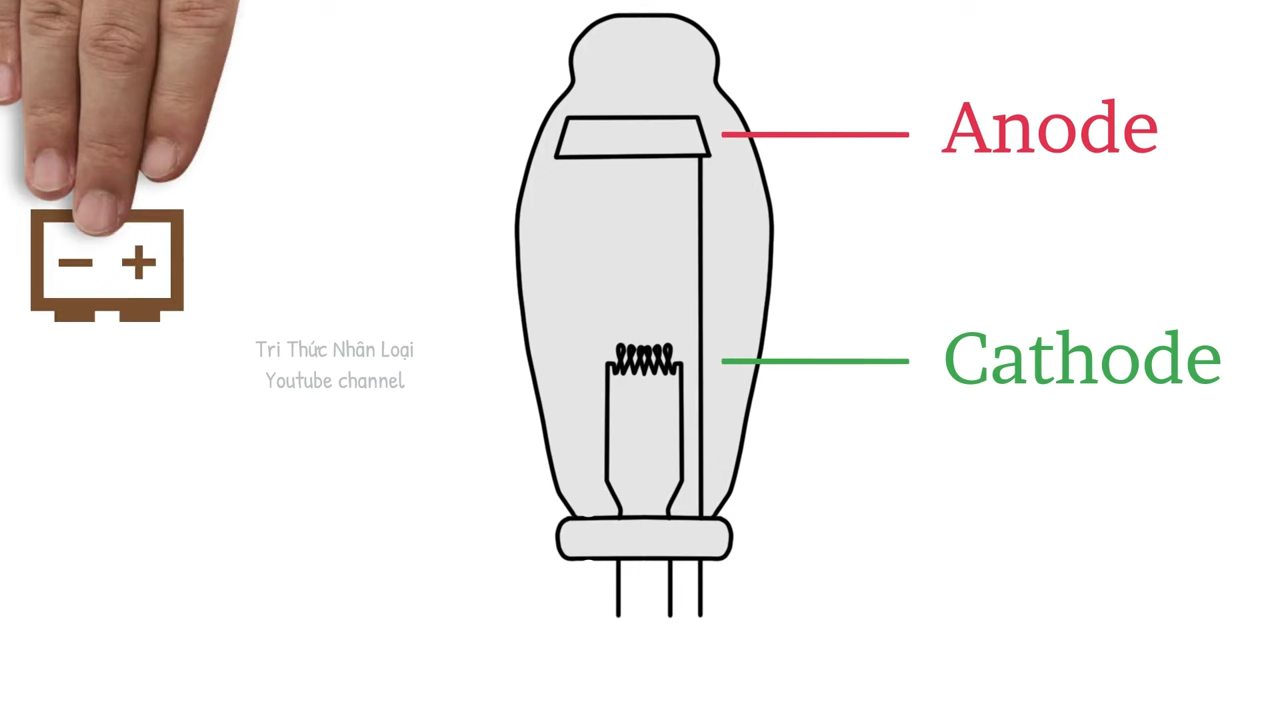 Anode
− +
Tri Thức Nhân Loại
Youtube channel
Cathode